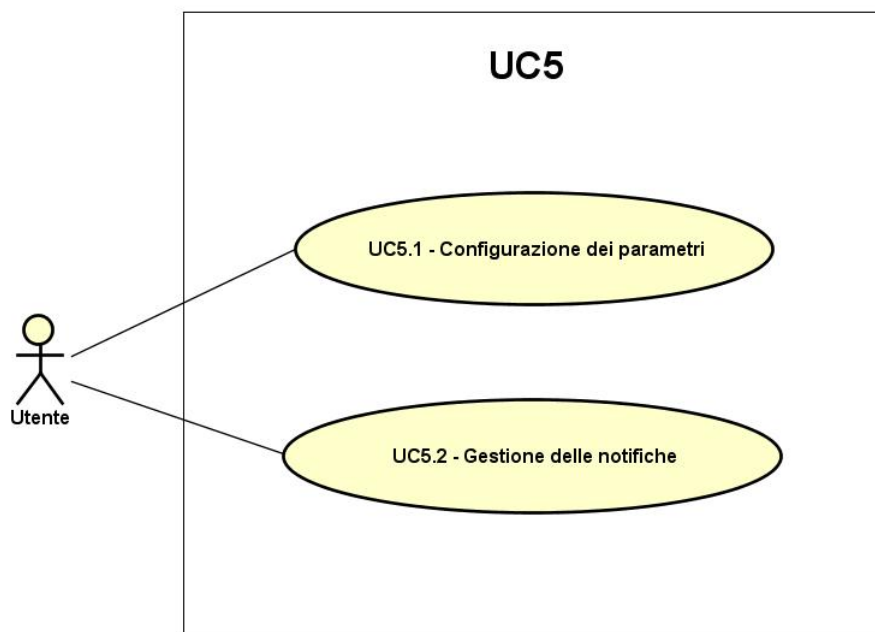 UC5
UC5.1 - Configurazione dei parametri
Utente
UC5.2 - Gestione delle notifiche